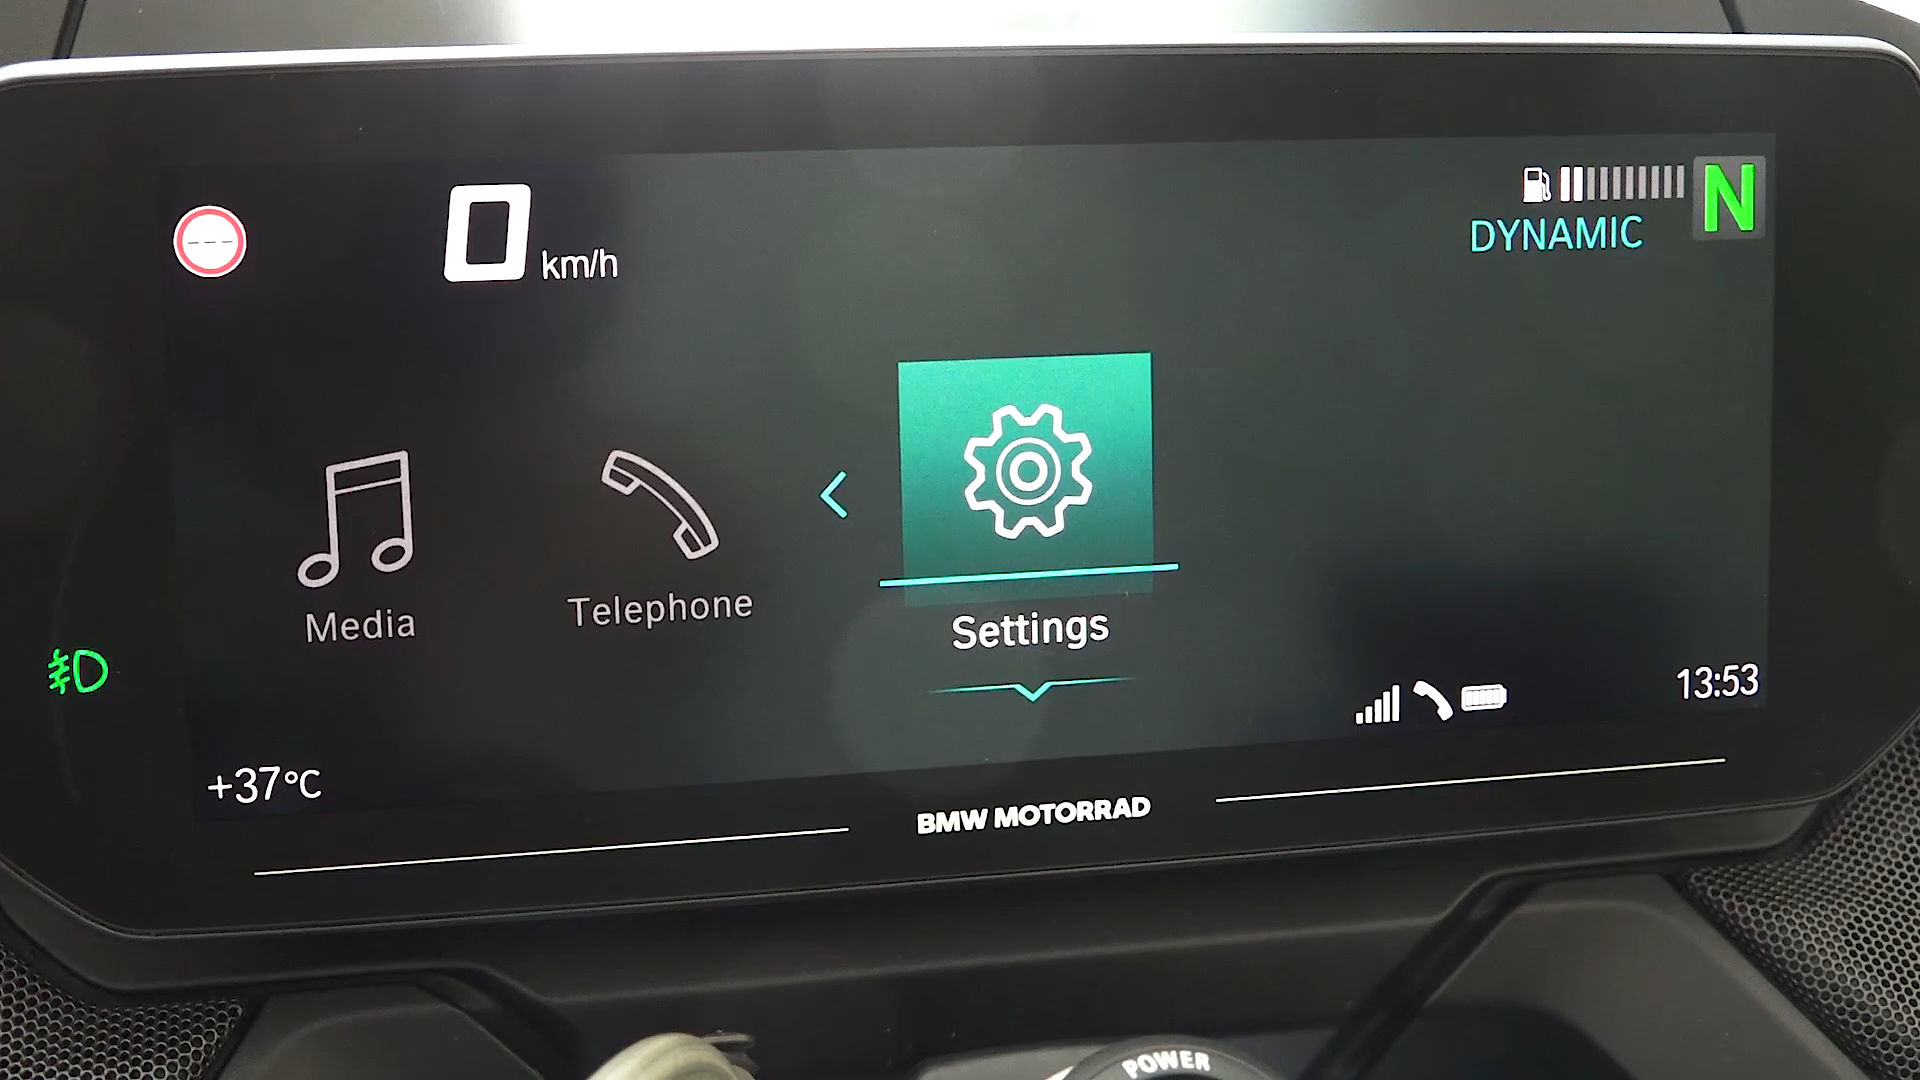 0 km/h
DYNAMIC
N
Media
Telephone
Settings
13:53
+37°C
BMW MOTORRAD
POWER